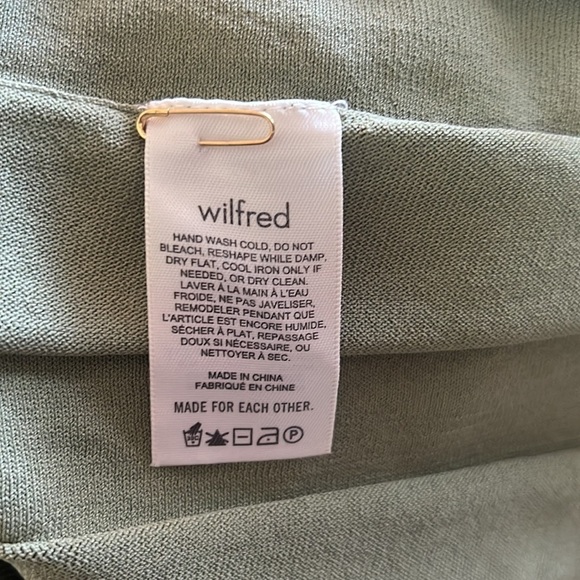 wilfred
HAND WASH COLD, DO NOT
BLEACH, RESHAPE WHILE DAMP,
DRY FLAT, COOL IRON ONLY IF
NEEDED, OR DRY CLEAN.
LAVER À LA MAIN À L'EAU
FROIDE, NE PAS JAVELISER,
REMODELER PENDANT QUE
L'ARTICLE EST ENCORE HUMIDE,
SÉCHER À PLAT, REPASSAGE
DOUX SI NÉCESSAIRE, OU
NETTOYER À SEC.
MADE IN CHINA
FABRIQUÉ EN CHINE
MADE FOR EACH OTHER.
P